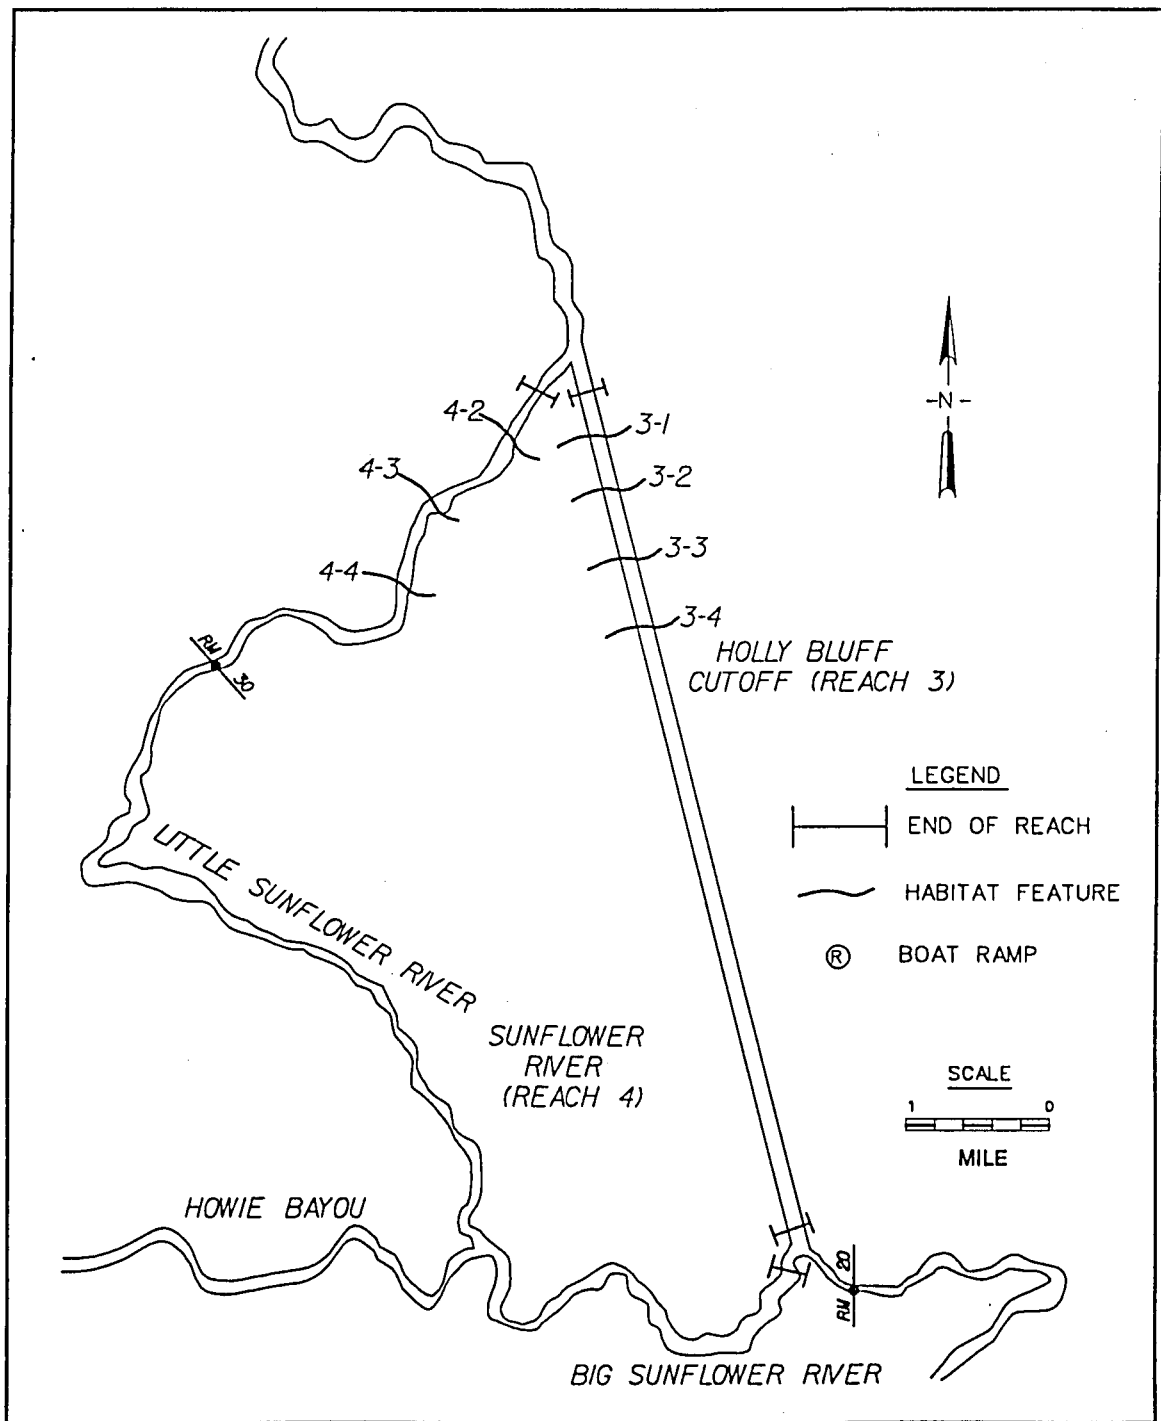 -N-
4-2
3-1
4-3
3-2
3-3
4-4
3-4
RM 30
HOLLY BLUFF
CUTOFF (REACH 3)
LEGEND
END OF REACH
HABITAT FEATURE
R BOAT RAMP
LITTLE SUNFLOWER RIVER
SUNFLOWER
RIVER
(REACH 4)
SCALE
1 0
MILE
HOWIE BAYOU
RM 20
BIG SUNFLOWER RIVER